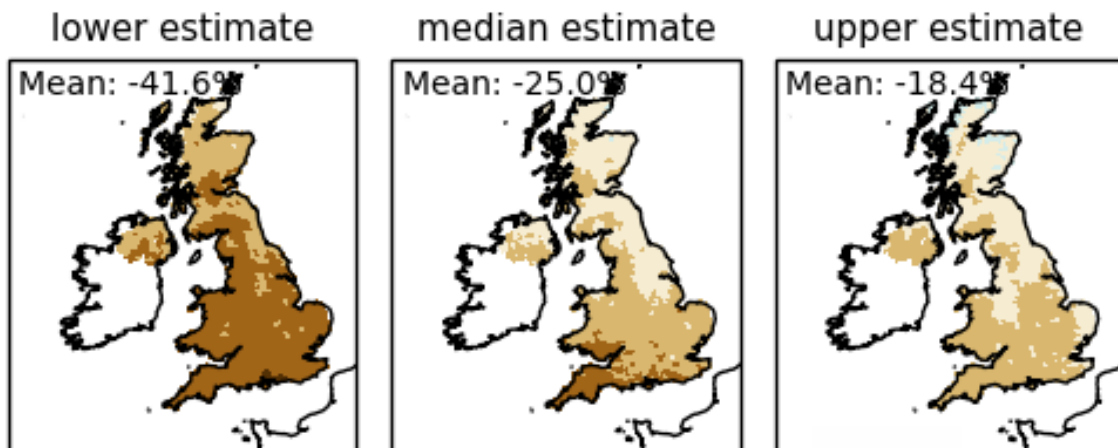 lower estimate
median estimate
upper estimate
Mean: -41.6%
Mean: -25.0%
Mean: -18.4%